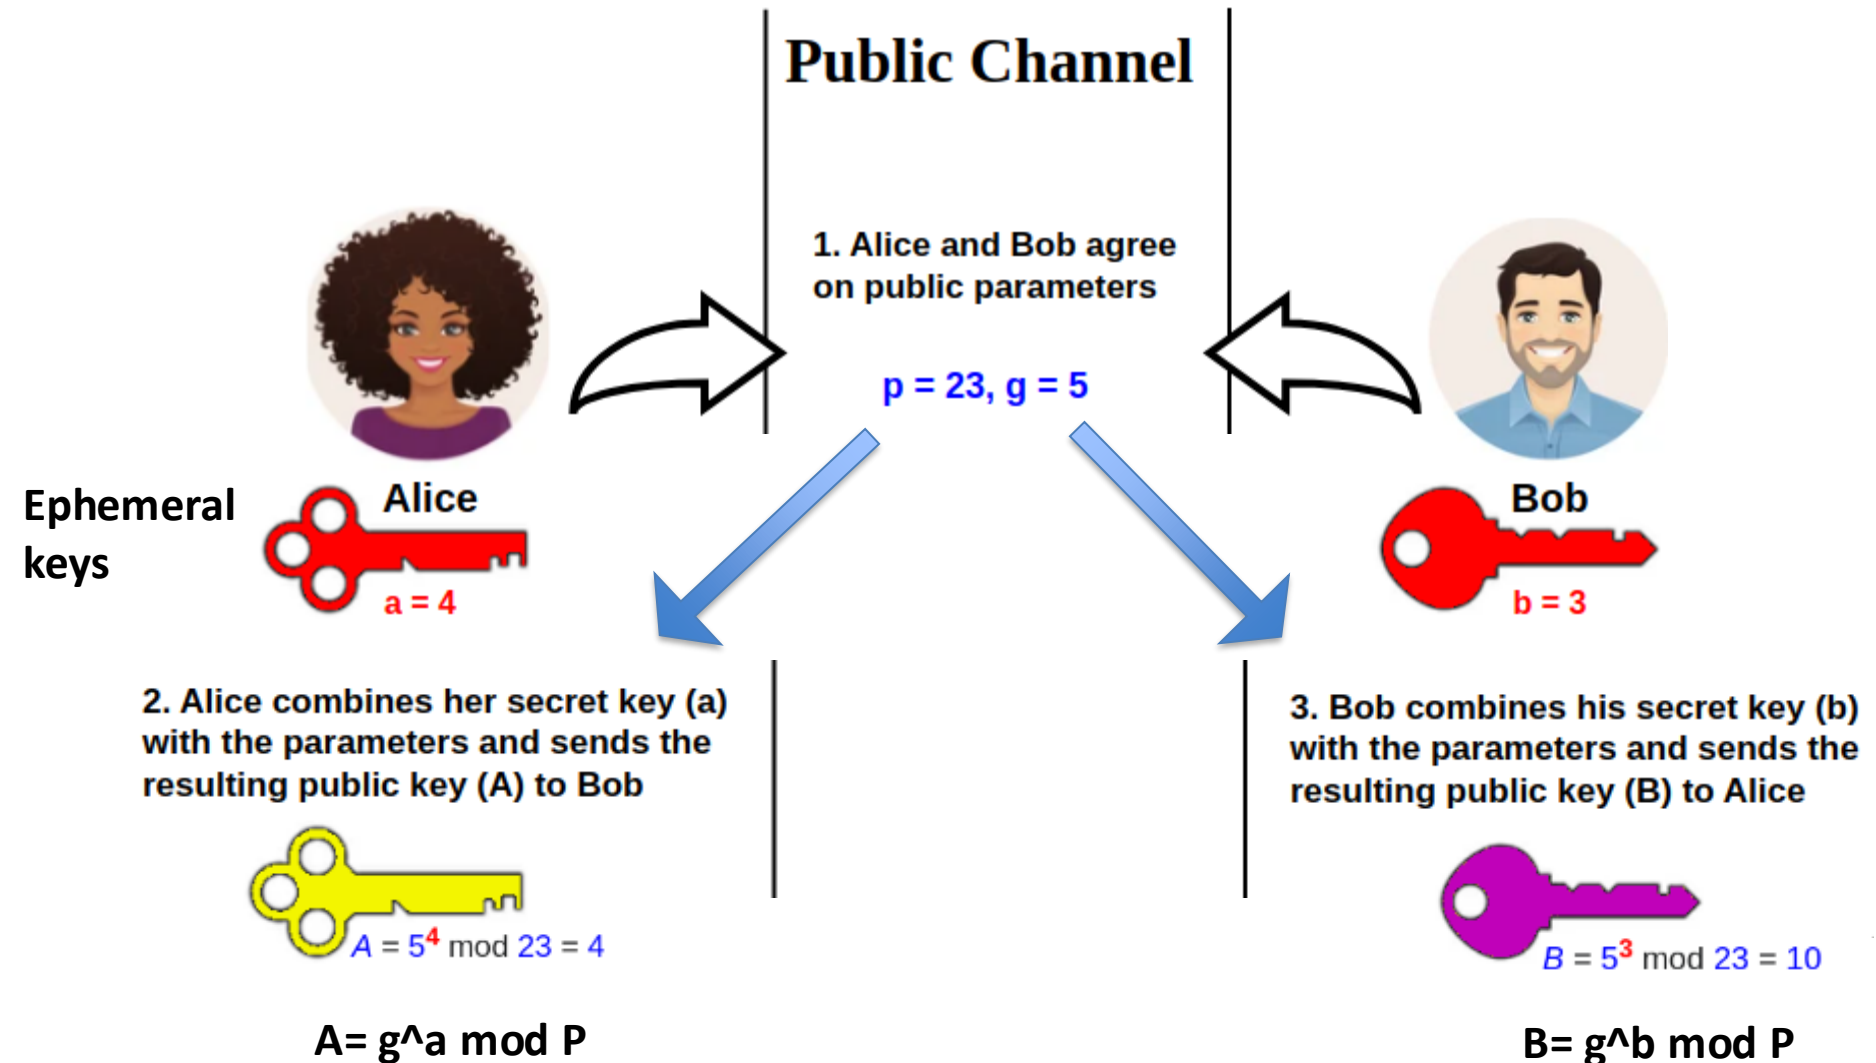 Public Channel
1. Alice and Bob agree
on public parameters
p = 23, g = 5
Ephemeral
keys
Alice
a = 4
Bob
b = 3
2. Alice combines her secret key (a)
with the parameters and sends the
resulting public key (A) to Bob
A = 5⁴ mod 23 = 4
A= g^a mod P
3. Bob combines his secret key (b)
with the parameters and sends the
resulting public key (B) to Alice
B = 5³ mod 23 = 10
B= g^b mod P